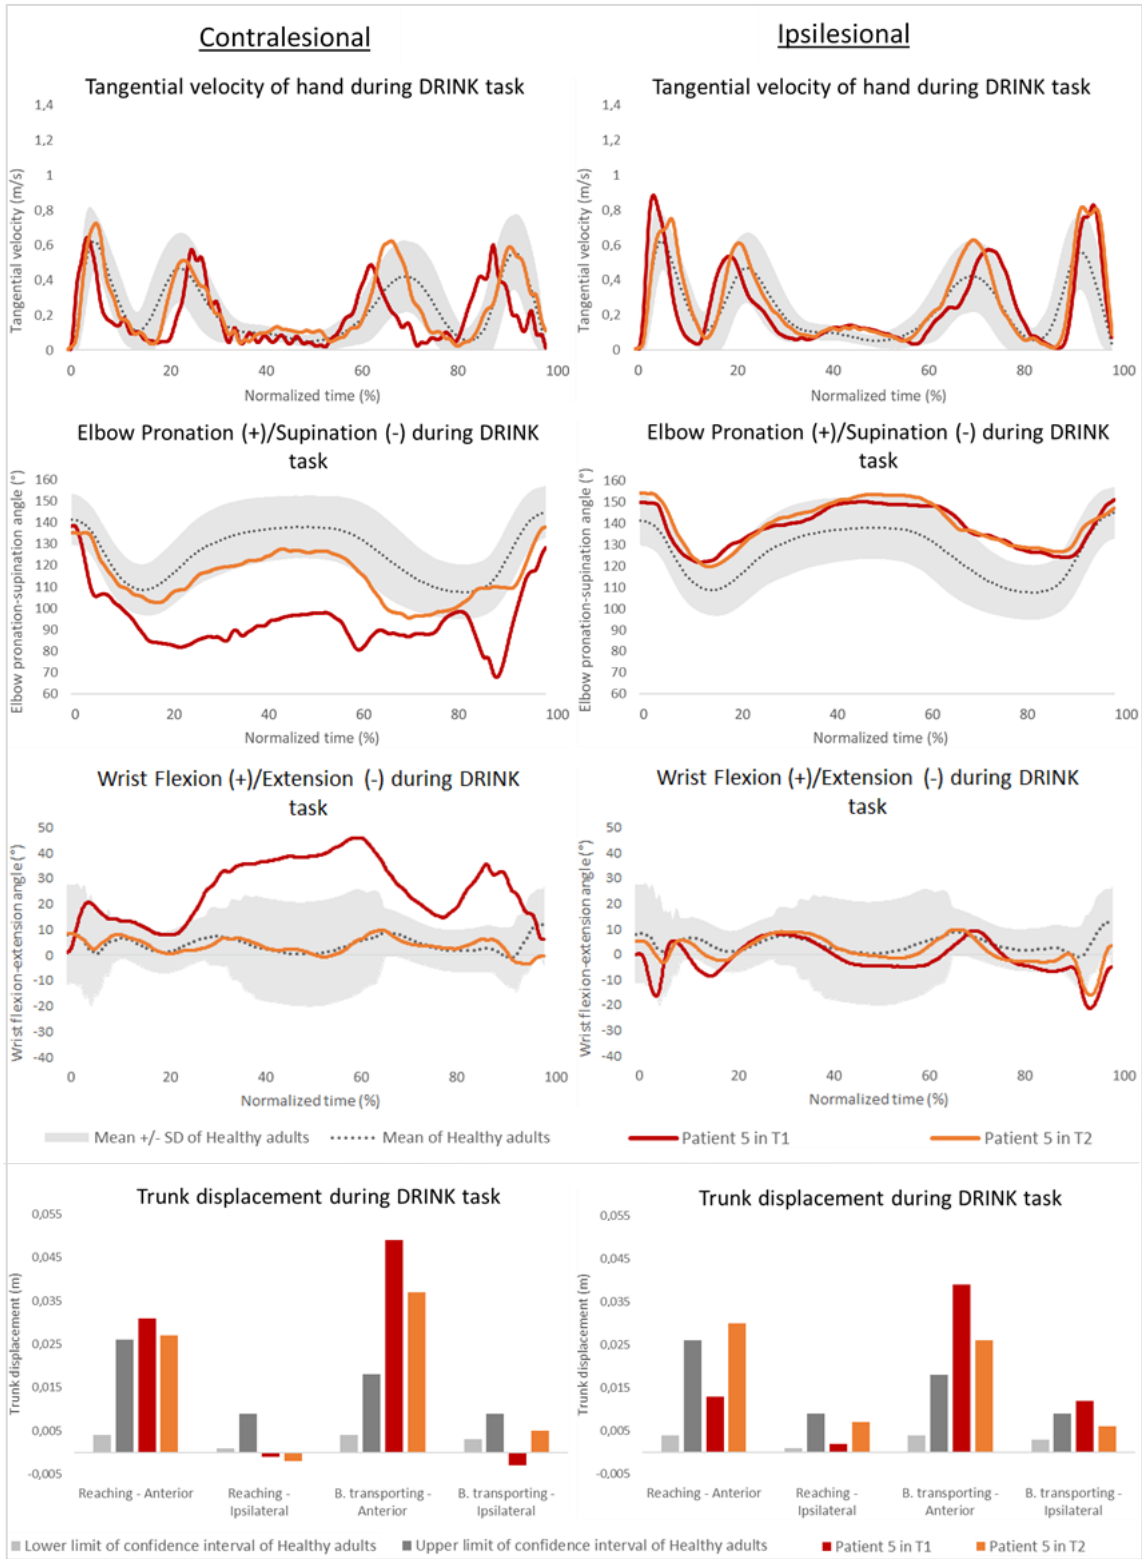 Contralesional
Ipsilesional
Tangential velocity of hand during DRINK task
Tangential velocity (m/s)
1,4
1,2
1
0,8
0,6
0,4
0,2
0
0 20 40 60 80 100
Normalized time (%)
Tangential velocity of hand during DRINK task
Tangential velocity (m/s)
1,4
1,2
1
0,8
0,6
0,4
0,2
0
0 20 40 60 80 100
Normalized time (%)
Elbow Pronation (+)/Supination (-) during DRINK
task
Elbow pronation-supination angle (°)
160
150
140
130
120
110
100
90
80
70
60
0 20 40 60 80 100
Normalized time (%)
Elbow Pronation (+)/Supination (-) during DRINK
task
Elbow pronation-supination angle (°)
160
150
140
130
120
110
100
90
80
70
60
0 20 40 60 80 100
Normalized time (%)
Wrist Flexion (+)/Extension (-) during DRINK
task
Wrist flexion-extension angle (°)
50
40
30
20
10
0
-10
-20
-30
-40
0 20 40 60 80 100
Normalized time (%)
Wrist Flexion (+)/Extension (-) during DRINK
task
Wrist flexion-extension angle (°)
50
40
30
20
10
0
-10
-20
-30
-40
0 20 40 60 80 100
Normalized time (%)
Mean +/- SD of Healthy adults Mean of Healthy adults Patient 5 in T1 Patient 5 in T2
Trunk displacement during DRINK task
Trunk displacement (m)
0,055
0,045
0,035
0,025
0,015
0,005
-0,005
Reaching - Anterior Reaching - B. transporting - B. transporting -
Ipsilateral Anterior Ipsilateral
Trunk displacement during DRINK task
Trunk displacement (m)
0,055
0,045
0,035
0,025
0,015
0,005
-0,005
Reaching - Anterior Reaching - B. transporting - B. transporting -
Ipsilateral Anterior Ipsilateral
Lower limit of confidence interval of Healthy adults Upper limit of confidence interval of Healthy adults Patient 5 in T1 Patient 5 in T2